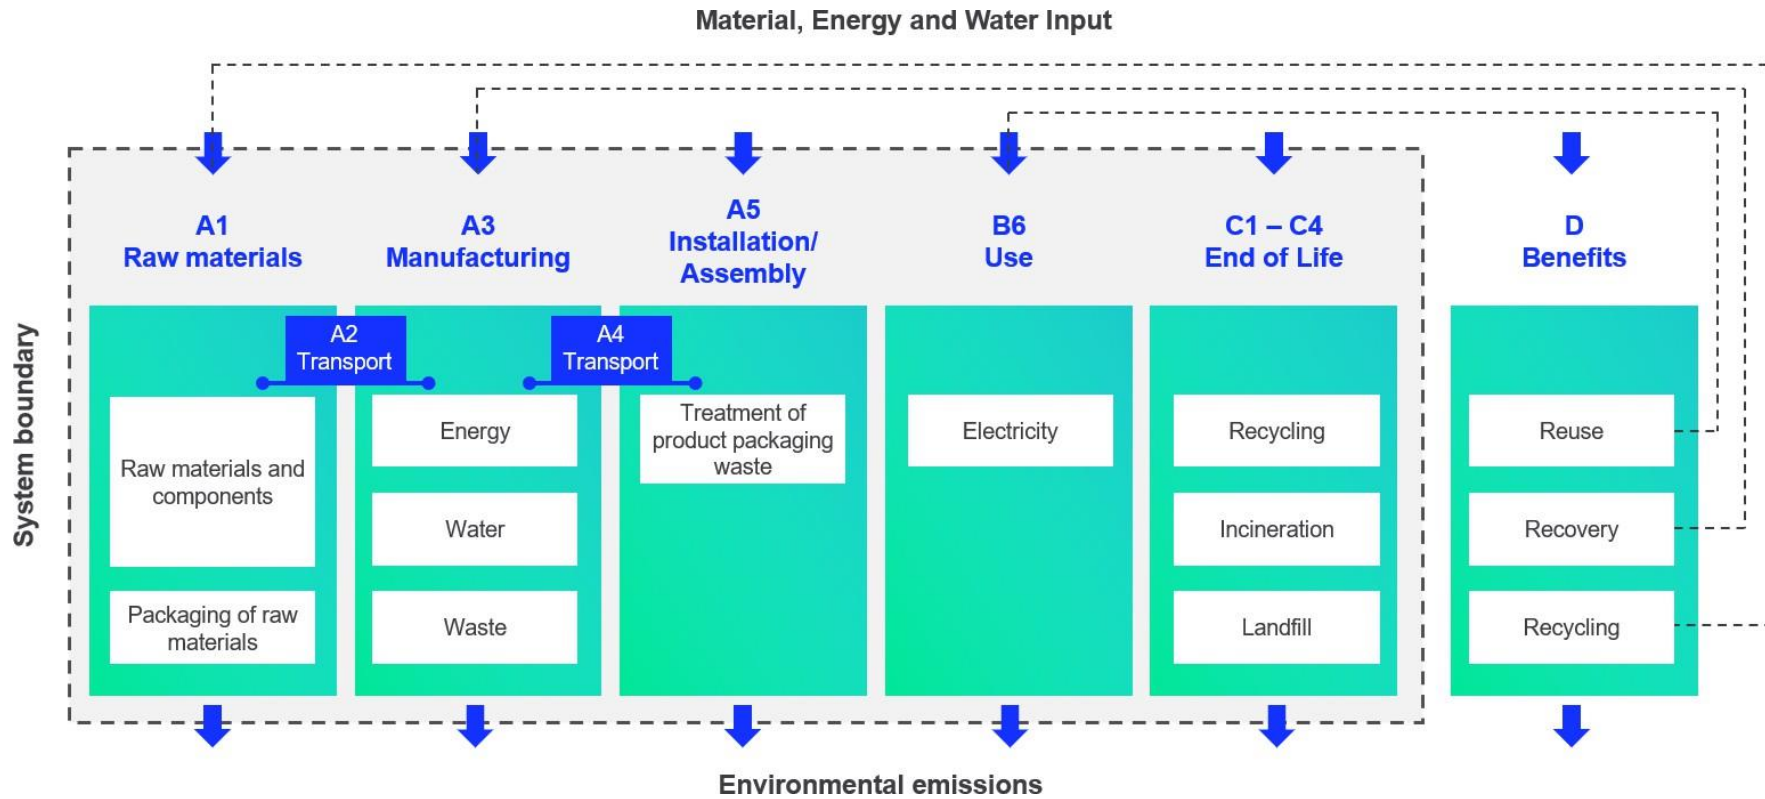 Material, Energy and Water Input
System boundary
A1
Raw materials
A3
Manufacturing
A5
Installation/
Assembly
B6
Use
C1 – C4
End of Life
D
Benefits
A2
Transport
A4
Transport
Raw materials and
components
Packaging of raw
materials
Energy
Water
Waste
Treatment of
product packaging
waste
Electricity
Recycling
Incineration
Landfill
Reuse
Recovery
Recycling
Environmental emissions